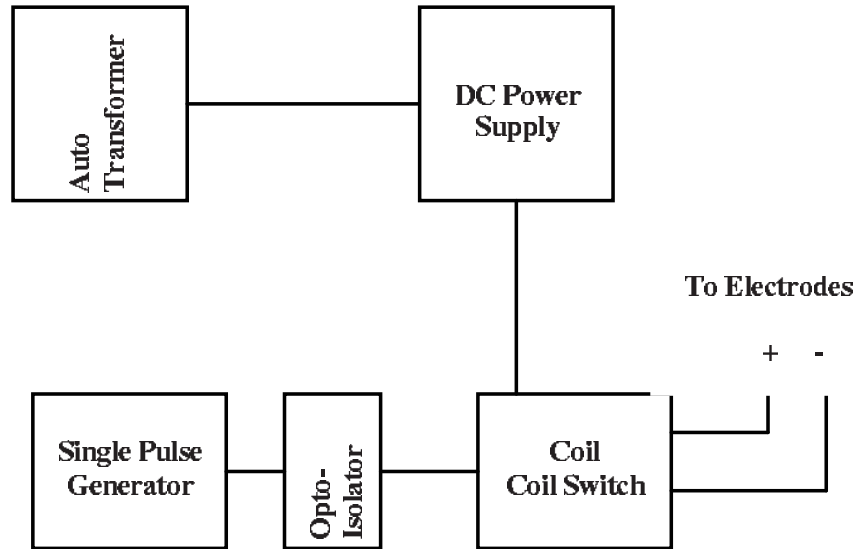 Auto
Transformer
DC Power
Supply
To Electrodes
+ -
Single Pulse
Generator
Opto-
Isolator
Coil
Coil Switch